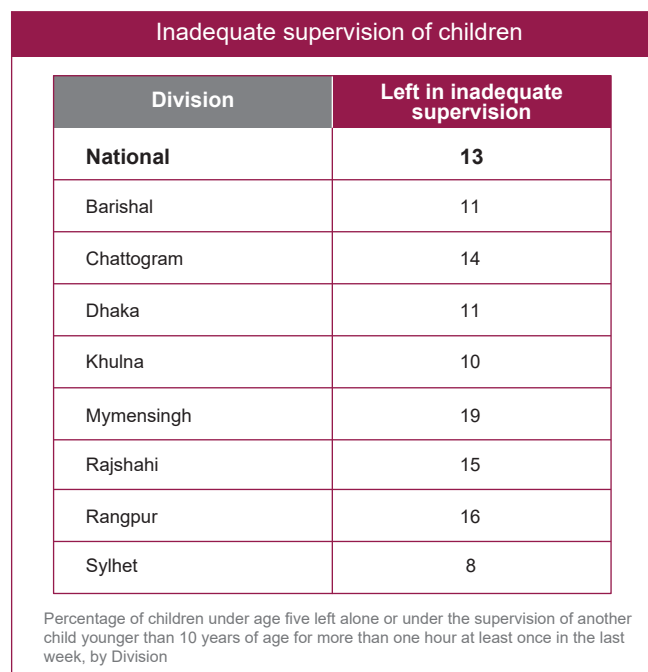 Inadequate supervision of children
Division
Left in inadequate
supervision
National 13
Barishal 11
Chattogram 14
Dhaka 11
Khulna 10
Mymensingh 19
Rajshahi 15
Rangpur 16
Sylhet 8
Percentage of children under age five left alone or under the supervision of another
child younger than 10 years of age for more than one hour at least once in the last
week, by Division